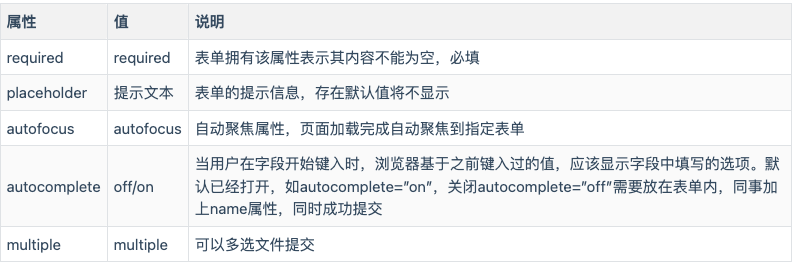 属性 值 说明
required required 表单拥有该属性表示其内容不能为空，必填
placeholder 提示文本 表单的提示信息，存在默认值将不显示
autofocus autofocus 自动聚焦属性，页面加载完成自动聚焦到指定表单
当用户在字段开始键入时，浏览器基于之前键入过的值，应该显示字段中填写的选项。默
autocomplete off/on 认已经打开，如autocomplete="on"，关闭autocomplete="off"需要放在表单内，同事加
上name属性，同时成功提交
multiple multiple 可以多选文件提交